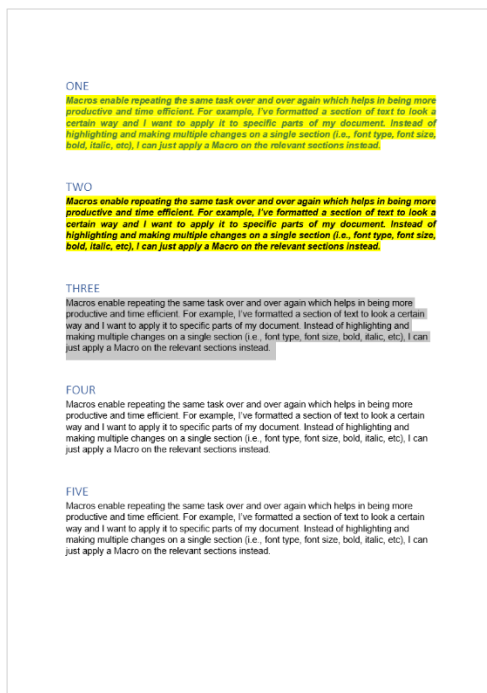 ONE
Macros enable repeating the same task over and over again which helps in being more
productive and time efficient. For example, I've formatted a section of text to look a
certain way and I want to apply it to specific parts of my document. Instead of
highlighting and making multiple changes on a single section (i.e., font type, font size,
bold, italic, etc), I can just apply a Macro on the relevant sections instead.
TWO
Macros enable repeating the same task over and over again which helps in being more
productive and time efficient. For example, I've formatted a section of text to look a
certain way and I want to apply it to specific parts of my document. Instead of
highlighting and making multiple changes on a single section (i.e., font type, font size,
bold, italic, etc), I can just apply a Macro on the relevant sections instead.
THREE
Macros enable repeating the same task over and over again which helps in being more
productive and time efficient. For example, I've formatted a section of text to look a certain
way and I want to apply it to specific parts of my document. Instead of highlighting and
making multiple changes on a single section (i.e., font type, font size, bold, italic, etc), I can
just apply a Macro on the relevant sections instead.
FOUR
Macros enable repeating the same task over and over again which helps in being more
productive and time efficient. For example, I've formatted a section of text to look a certain
way and I want to apply it to specific parts of my document. Instead of highlighting and
making multiple changes on a single section (i.e., font type, font size, bold, italic, etc), I can
just apply a Macro on the relevant sections instead.
FIVE
Macros enable repeating the same task over and over again which helps in being more
productive and time efficient. For example, I've formatted a section of text to look a certain
way and I want to apply it to specific parts of my document. Instead of highlighting and
making multiple changes on a single section (i.e., font type, font size, bold, italic, etc), I can
just apply a Macro on the relevant sections instead.